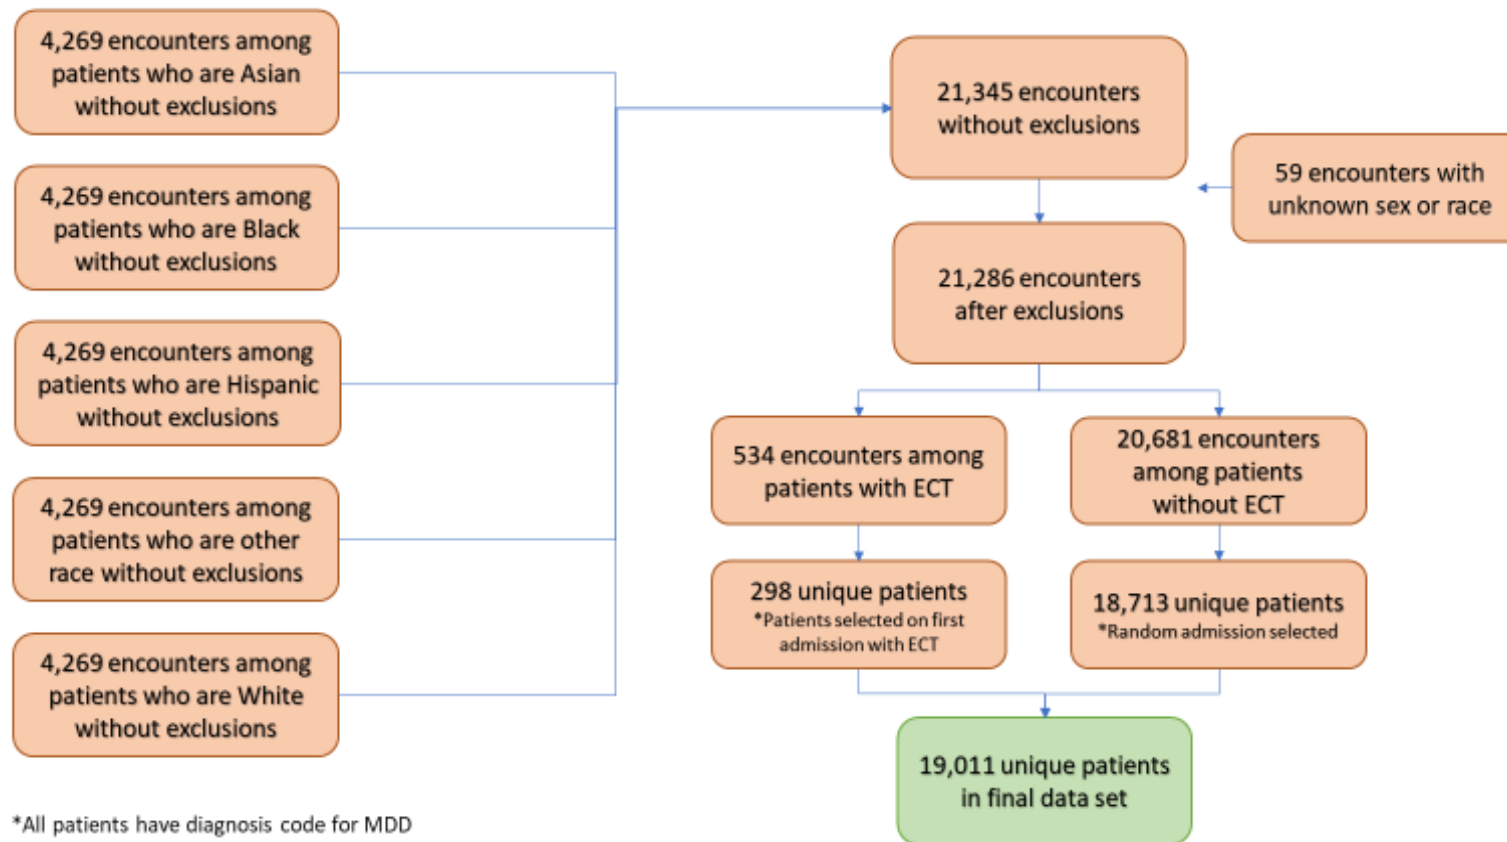 4,269 encounters among
patients who are Asian
without exclusions
4,269 encounters among
patients who are Black
without exclusions
4,269 encounters among
patients who are Hispanic
without exclusions
4,269 encounters among
patients who are other
race without exclusions
4,269 encounters among
patients who are White
without exclusions
*All patients have diagnosis code for MDD
21,345 encounters
without exclusions
59 encounters with
unknown sex or race
21,286 encounters
after exclusions
534 encounters among
patients with ECT
20,681 encounters
among patients
without ECT
298 unique patients
*Patients selected on first
admission with ECT
18,713 unique patients
*Random admission selected
19,011 unique patients
in final data set